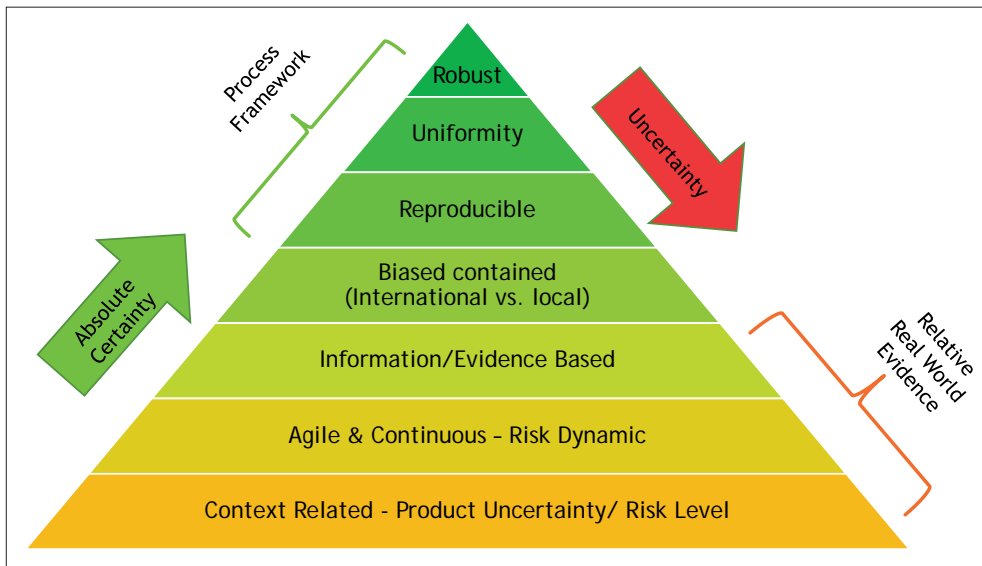 Process
Framework
Robust
Uniformity
Uncertainty
Reproducible
Absolute
Certainty
Biased contained
(International vs. local)
Information/Evidence Based
Relative
Real World
Evidence
Agile & Continuous - Risk Dynamic
Context Related - Product Uncertainty/ Risk Level